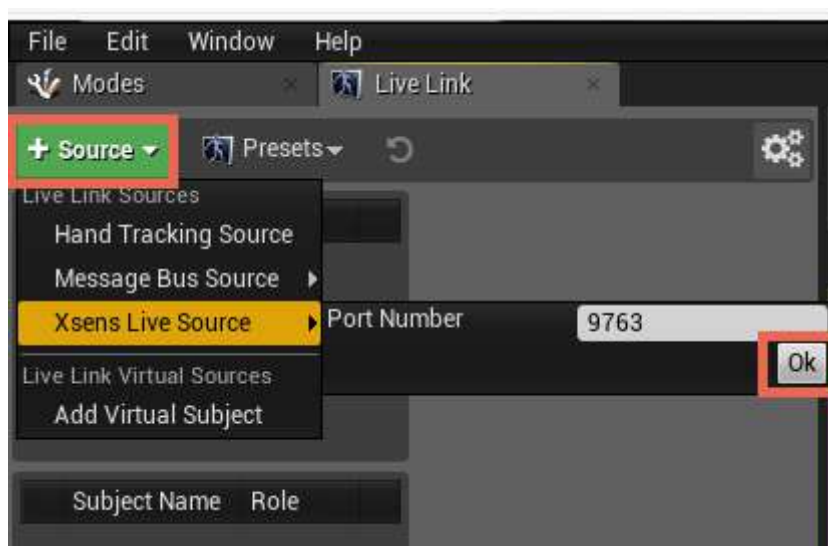 File Edit Window Help
Modes Live Link
+ Source Presets
Live Link Sources
Hand Tracking Source
Message Bus Source
Xsens Live Source Port Number 9763
Ok
Live Link Virtual Sources
Add Virtual Subject
Subject Name Role